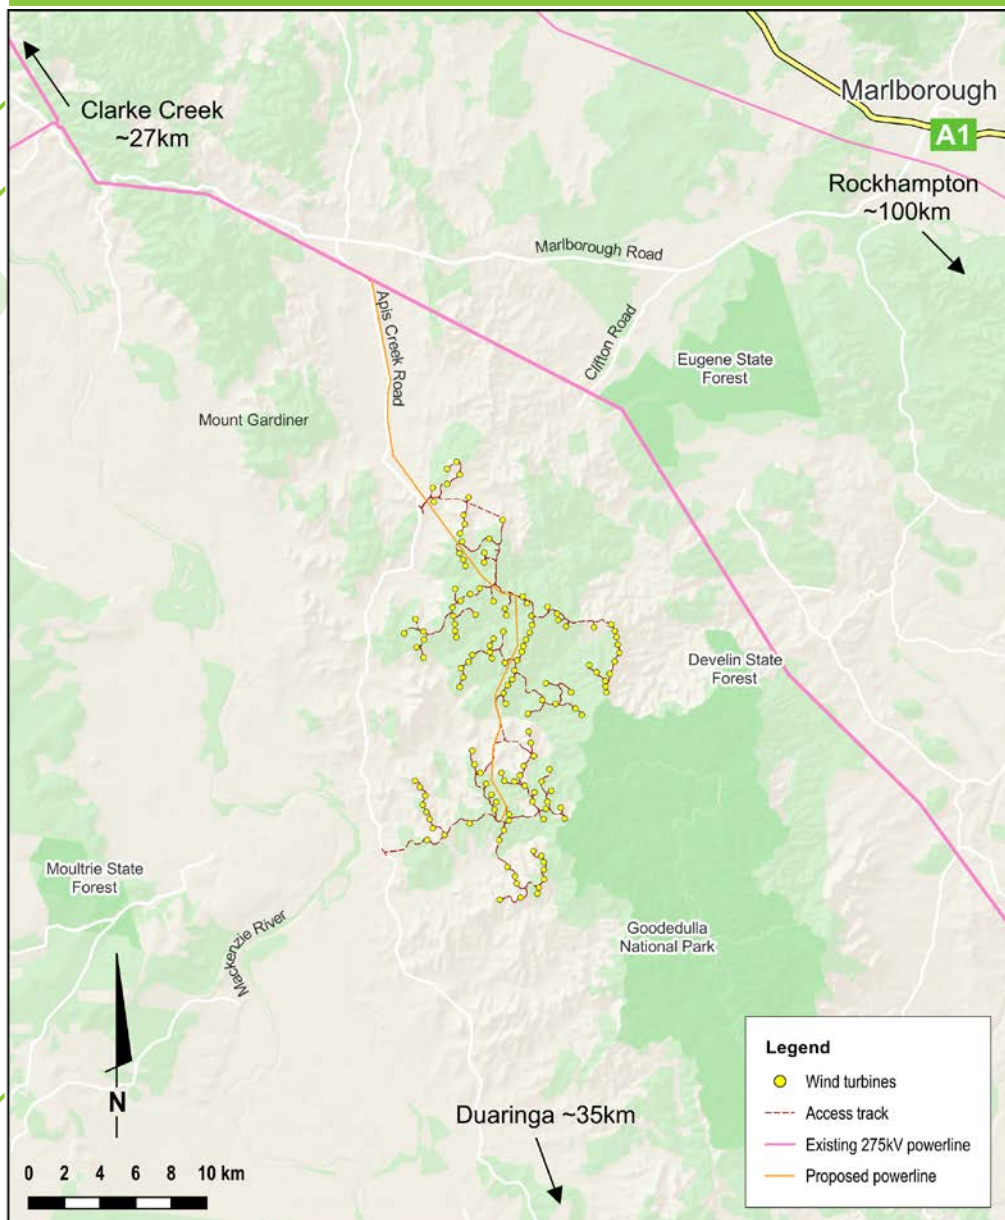 Clarke Creek
~27km
Marlborough
A1
Rockhampton
~100km
Marlborough Road
Apis Creek Road
Clifton Road
Eugene State
Forest
Mount Gardiner
Develin State
Forest
Moultrie State
Forest
Mackenzie River
Goodedulla
National Park
N
Duaringa ~35km
0 2 4 6 8 10 km
Legend
Wind turbines
Access track
Existing 275kV powerline
Proposed powerline